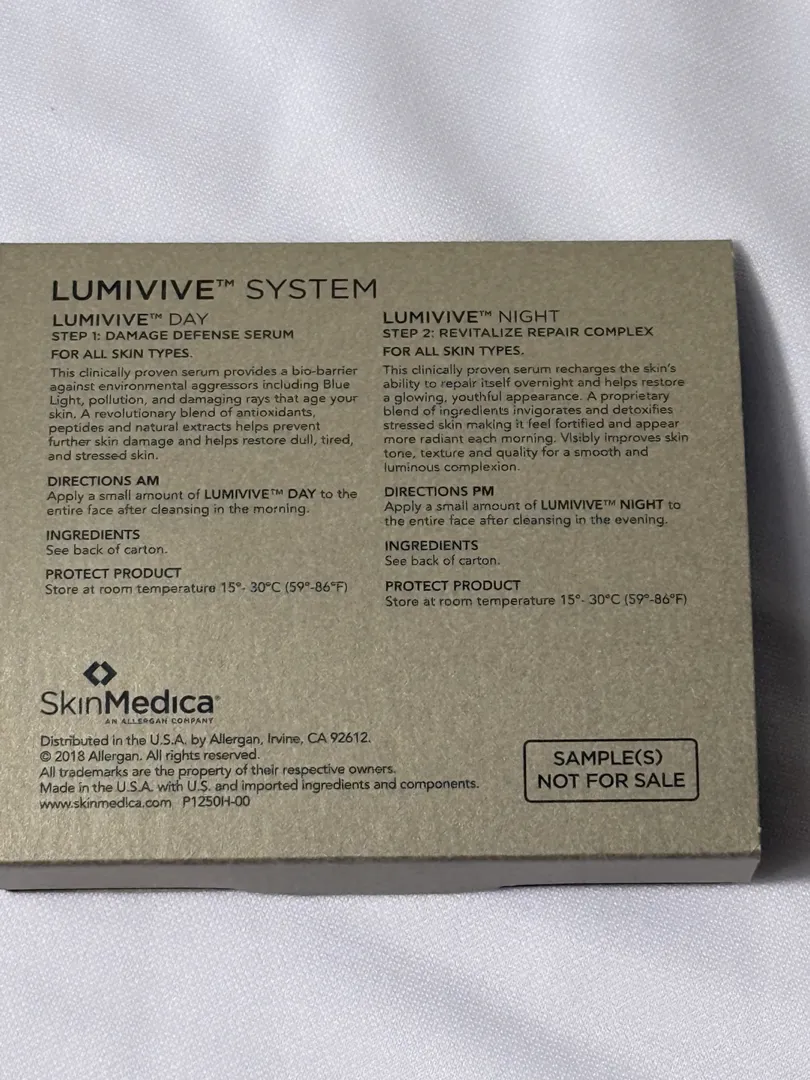 LUMIVIVE™ SYSTEM
LUMIVIVE™ DAY
STEP 1: DAMAGE DEFENSE SERUM
FOR ALL SKIN TYPES.
This clinically proven serum provides a bio-barrier
against environmental aggressors including Blue
Light, pollution, and damaging rays that age your
skin. A revolutionary blend of antioxidants,
peptides and natural extracts helps prevent
further skin damage and helps restore dull, tired,
and stressed skin.
DIRECTIONS AM
Apply a small amount of LUMIVIVE™ DAY to the
entire face after cleansing in the morning.
INGREDIENTS
See back of carton.
PROTECT PRODUCT
Store at room temperature 15°- 30°C (59°-86°F)
LUMIVIVE™ NIGHT
STEP 2: REVITALIZE REPAIR COMPLEX
FOR ALL SKIN TYPES.
This clinically proven serum recharges the skin's
ability to repair itself overnight and helps restore
a glowing, youthful appearance. A proprietary
blend of ingredients invigorates and detoxifies
stressed skin making it feel fortified and appear
more radiant each morning. Visibly improves skin
tone, texture and quality for a smooth and
luminous complexion.
DIRECTIONS PM
Apply a small amount of LUMIVIVE™ NIGHT to
the entire face after cleansing in the evening.
INGREDIENTS
See back of carton.
PROTECT PRODUCT
Store at room temperature 15°- 30°C (59°-86°F)
SkinMedica®
AN ALLERGAN COMPANY
Distributed in the U.S.A. by Allergan, Irvine, CA 92612.
© 2018 Allergan. All rights reserved.
All trademarks are the property of their respective owners.
Made in the U.S.A. with U.S. and imported ingredients and components.
www.skinmedica.com P1250H-00
SAMPLE(S)
NOT FOR SALE